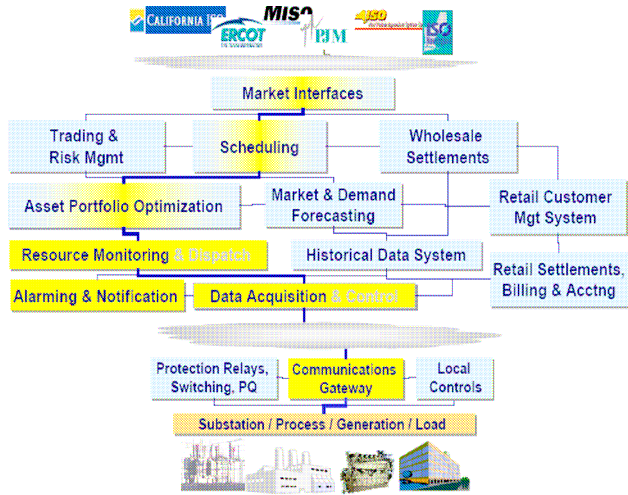 CALIFORNIA ISO
ERCOT
MISO
PJM
ISO
ISO
Market Interfaces
Trading &
Risk Mgmt
Scheduling
Wholesale
Settlements
Asset Portfolio Optimization
Market & Demand
Forecasting
Retail Customer
Mgt System
Resource Monitoring & Dispatch
Historical Data System
Retail Settlements,
Billing & Acctng
Alarming & Notification
Data Acquisition & Control
Protection Relays,
Switching, PQ
Communications
Gateway
Local
Controls
Substation / Process / Generation / Load